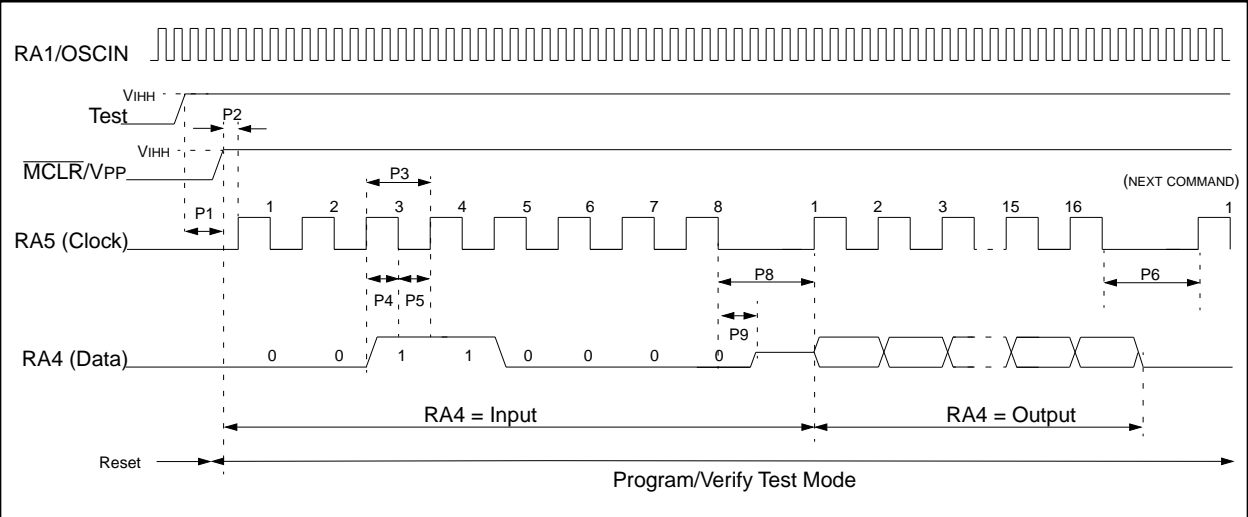 RA1/OSCIN
VIHH
Test
P2
VIHH
MCLR/VPP
P3
(NEXT COMMAND)
P1
1 2 3 4 5 6 7 8 1 2 3 15 16 1
RA5 (Clock)
P4 P5 P8 P6
P9
RA4 (Data)
0 0 1 1 0 0 0 0
RA4 = Input RA4 = Output
Reset
Program/Verify Test Mode